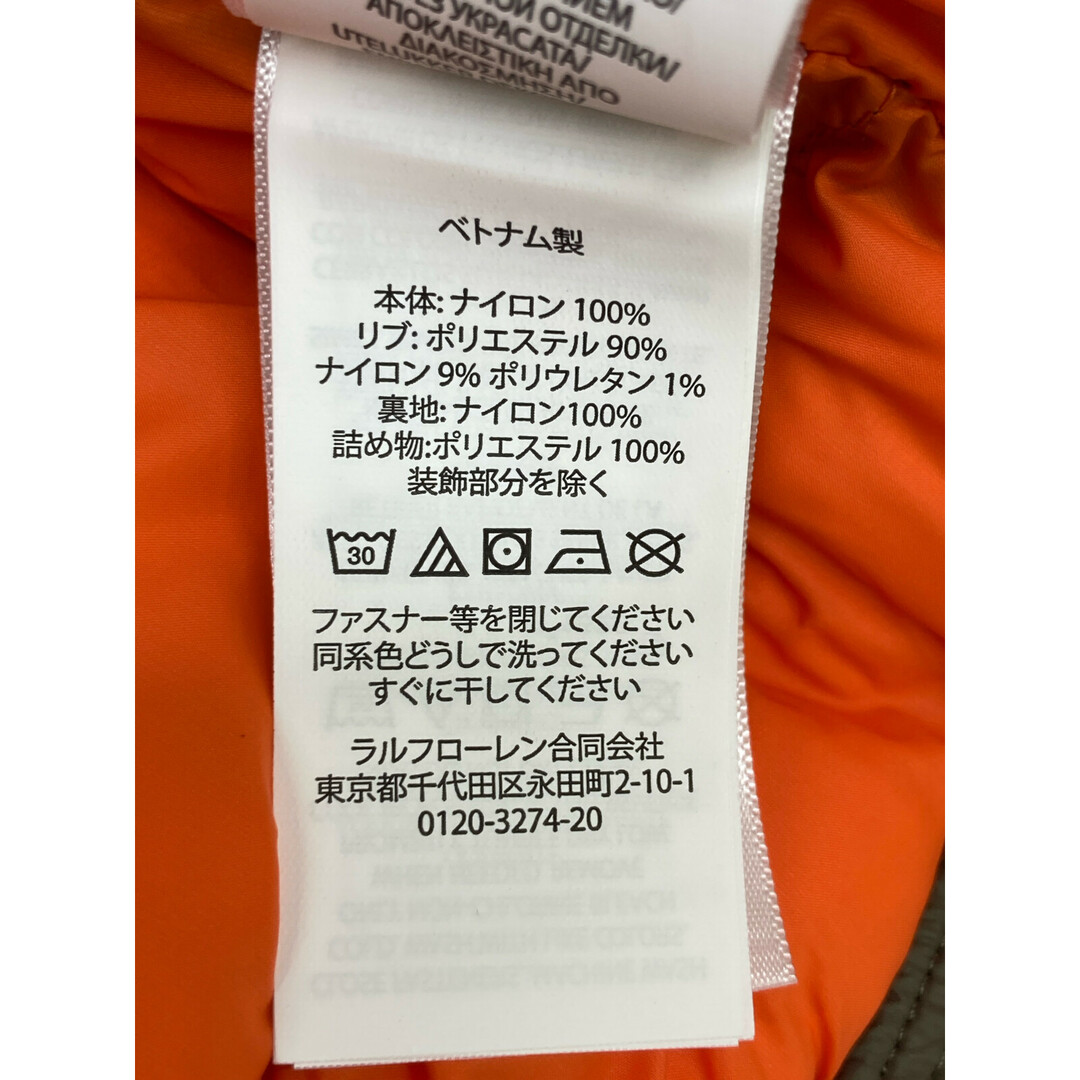 УКРАСАТА/
ОТДЕЛКИ/
ΑΠΟΚΛΕΙΣΤΙΚΗ ΑΠΟ
ベトナム製
本体: ナイロン 100%
リブ: ポリエステル 90%
ナイロン 9% ポリウレタン 1%
裏地: ナイロン100%
詰め物:ポリエステル 100%
装飾部分を除く
30
ファスナー等を閉じてください
同系色どうしで洗ってください
すぐに干してください
ラルフローレン合同会社
東京都千代田区永田町2-10-1
0120-3274-20